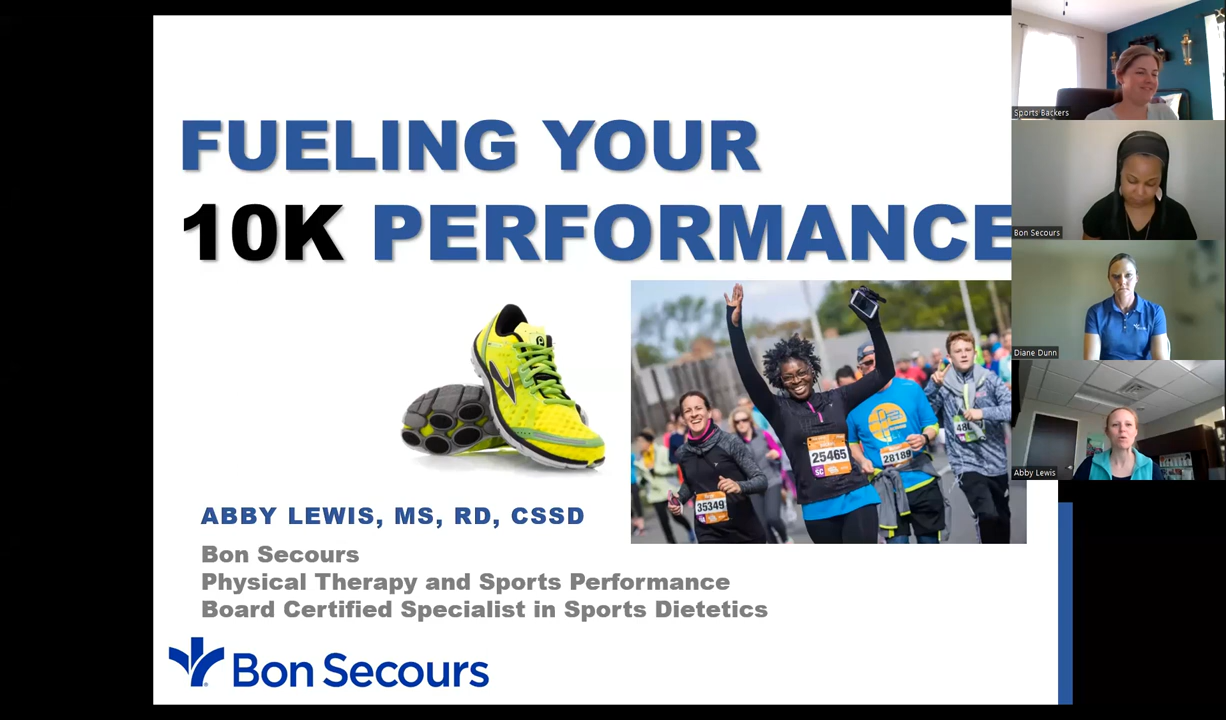 FUELING YOUR
10K PERFORMANCE
ABBY LEWIS, MS, RD, CSSD
Bon Secours
Physical Therapy and Sports Performance
Board Certified Specialist in Sports Dietetics
Bon Secours
35349
25465
SC
28189
Sports Backers
Bon Secours
Diane Dunn
Abby Lewis